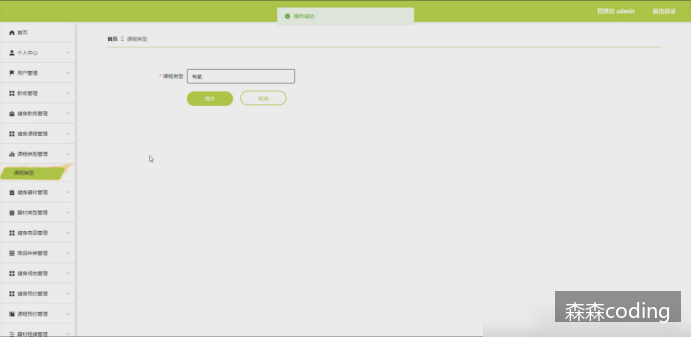 操作成功
管理员 admin
退出登录
首页
个人中心
用户管理
教练管理
健身教练管理
健身课程管理
课程类型管理
课程类型
健身器材管理
器材类型管理
健身商品管理
商品种类管理
健身场地管理
健身预约管理
课程预约管理
器材租借管理
首页
课程类型
* 课程类型
有氧
提交
取消
森森coding